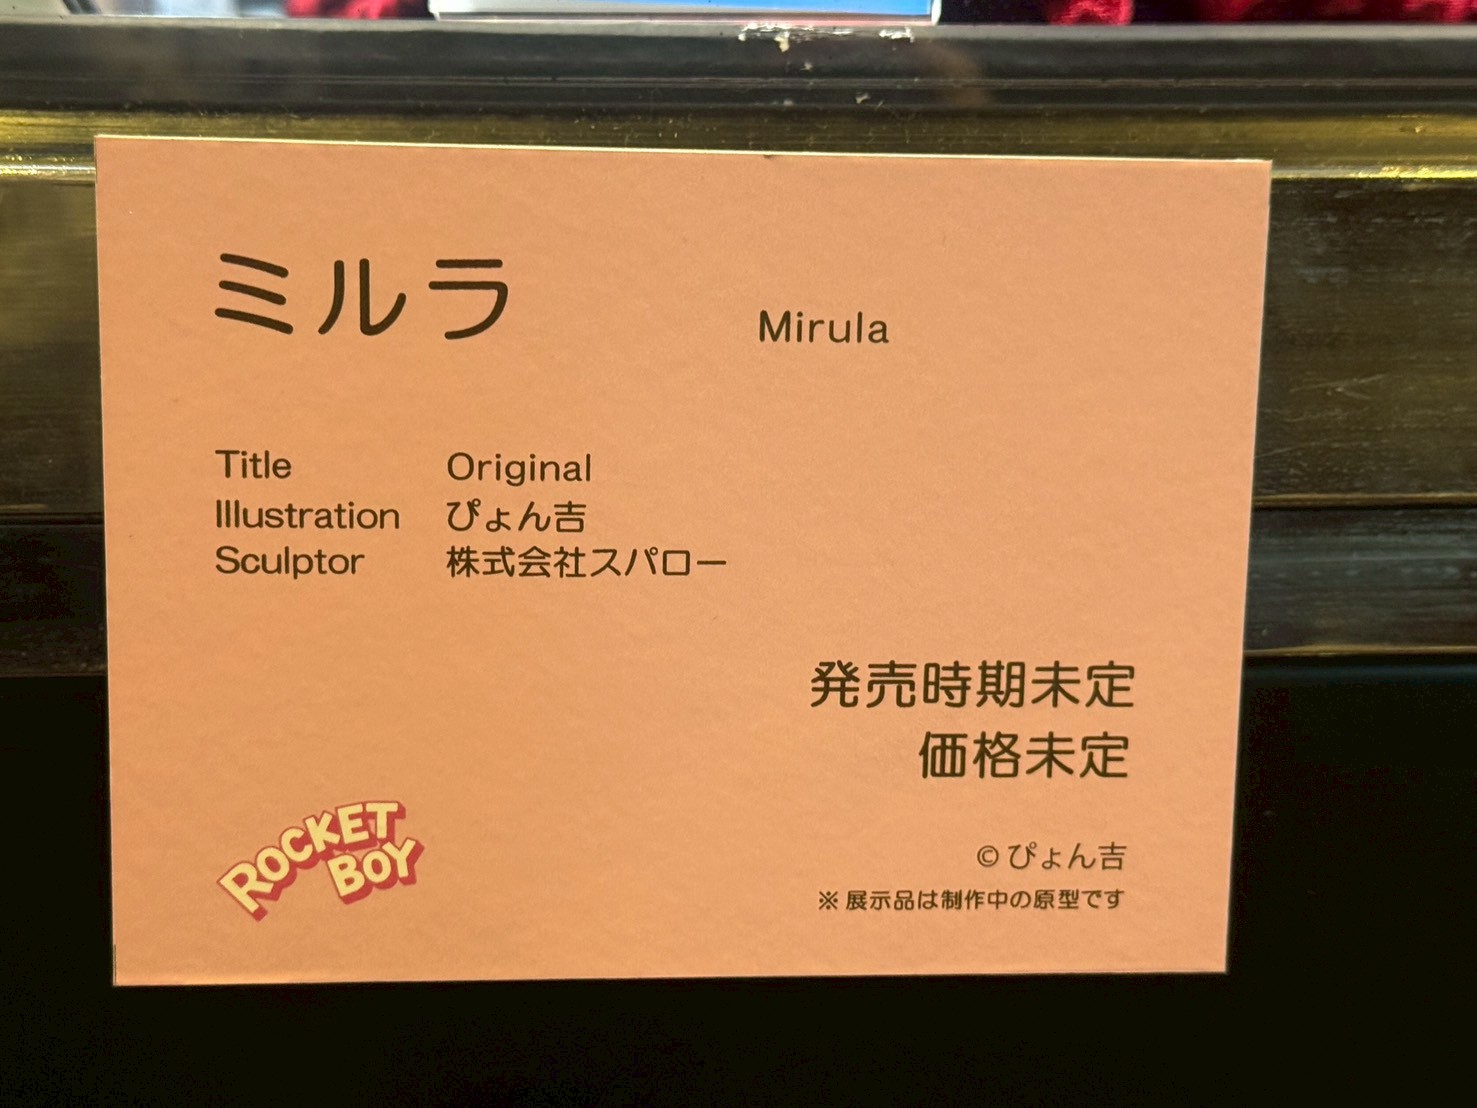 ミルラ Mirula
Title Original
Illustration ぴょん吉
Sculptor 株式会社スパロー
発売時期未定
価格未定
ROCKET
BOY
© ぴょん吉
※ 展示品は制作中の原型です